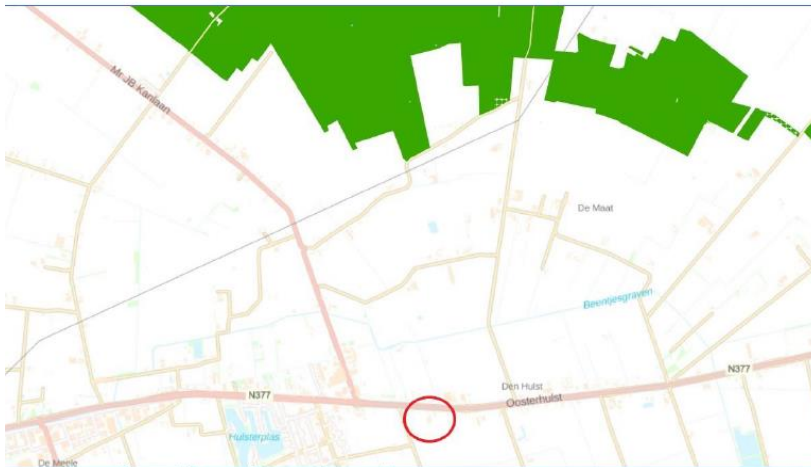 Mr JB Kanlaan
De Maat
Beentjesgraven
N377
Den Hulst
N377
Oosterhulst
Hulsterplas
De Meele